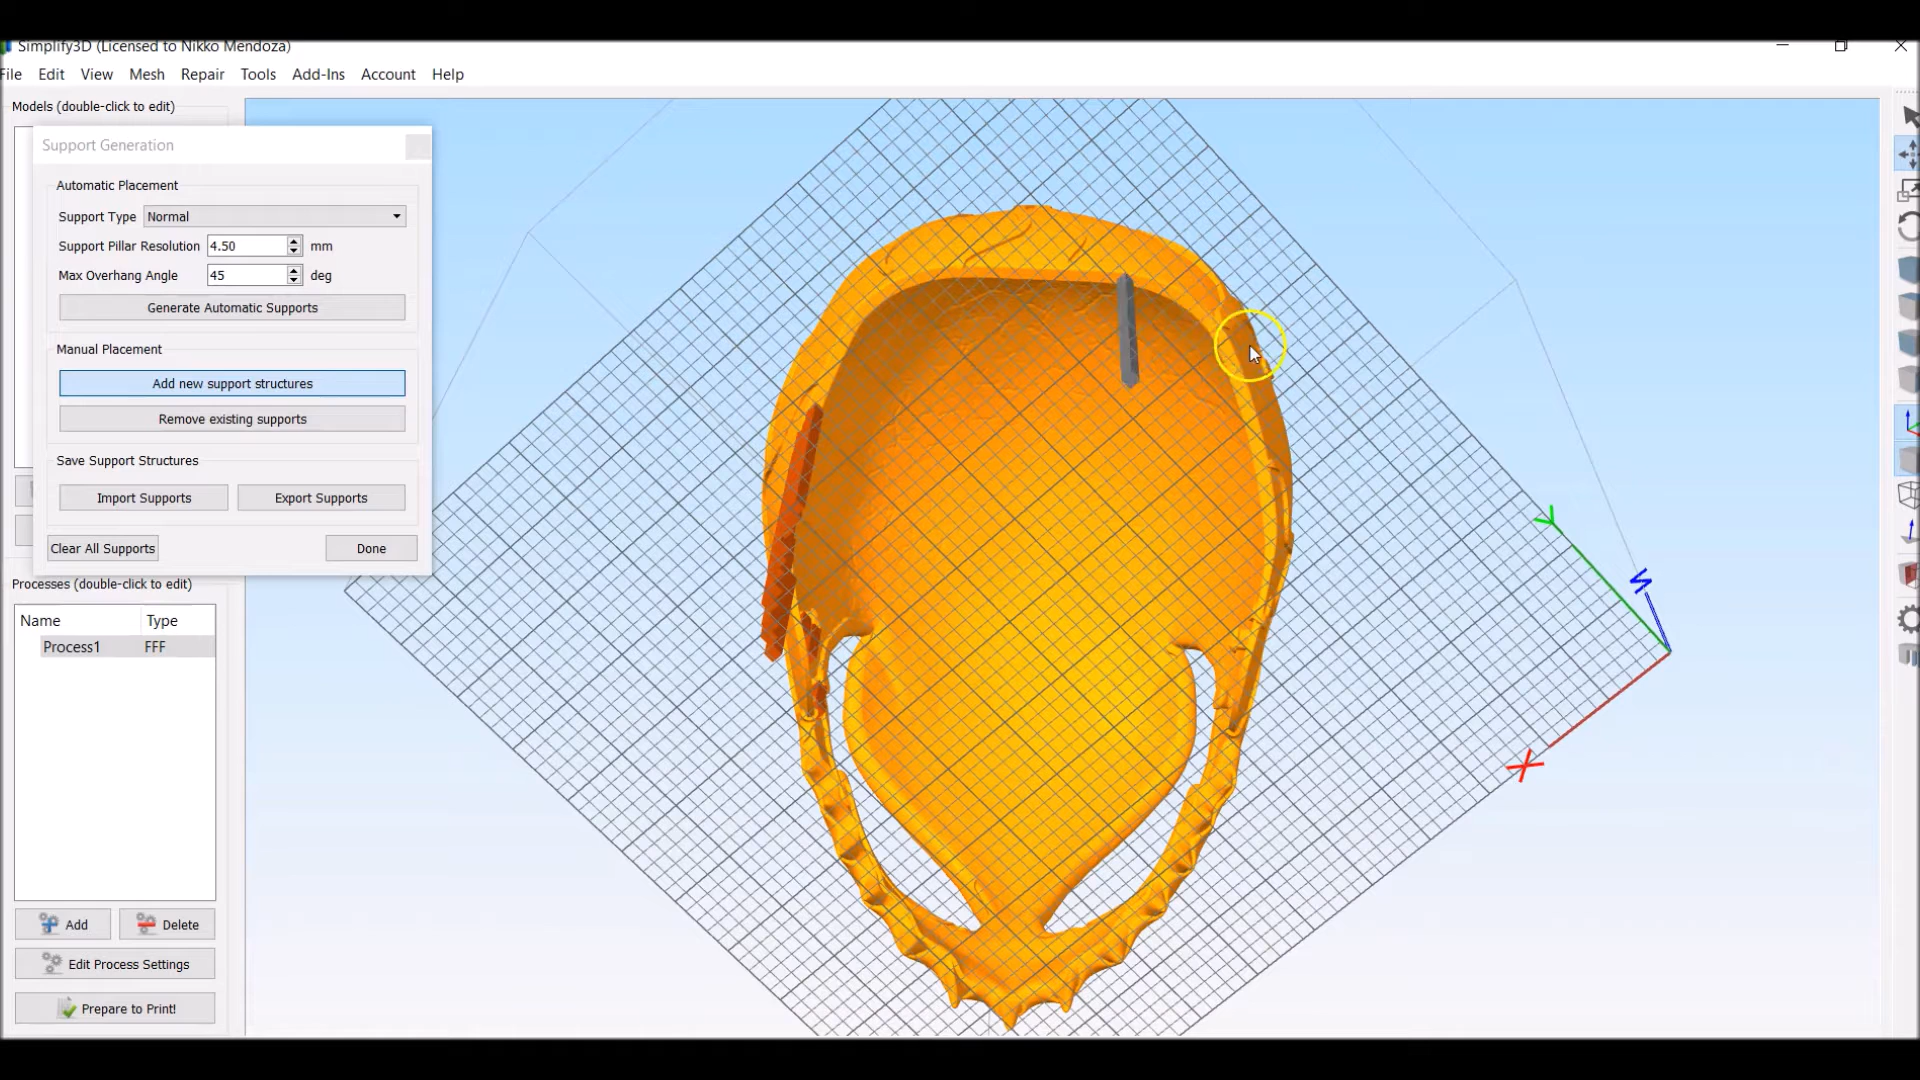 Simplify3D (Licensed to Nikko Mendoza)
File Edit View Mesh Repair Tools Add-Ins Account Help
Models (double-click to edit)
Support Generation
Automatic Placement
Support Type Normal
Support Pillar Resolution 4.50 mm
Max Overhang Angle 45 deg
Generate Automatic Supports
Manual Placement
Add new support structures
Remove existing supports
Save Support Structures
Import Supports Export Supports
Clear All Supports Done
Processes (double-click to edit)
Name Type
Process1 FFF
Add Delete
Edit Process Settings
Prepare to Print!
Y
Z
X